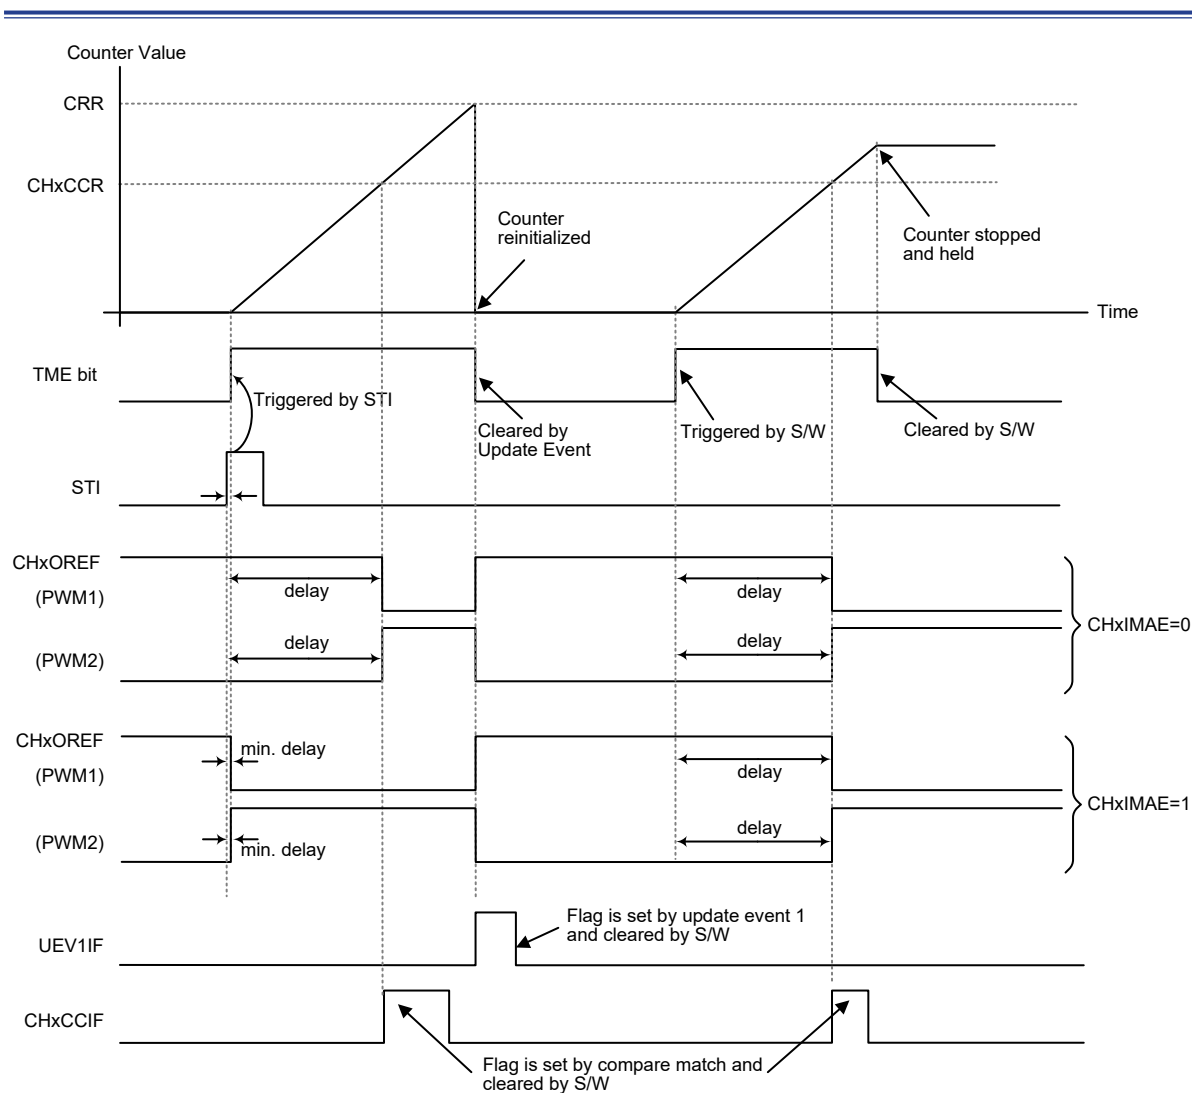 Counter Value
CRR
CHxCCR
Counter
reinitialized
Counter stopped
and held
Time
TME bit
Triggered by STI
Cleared by
Update Event
Triggered by S/W
Cleared by S/W
STI
CHxOREF
(PWM1)
delay
delay
(PWM2)
delay
delay
CHxIMAE=0
CHxOREF
(PWM1)
min. delay
delay
(PWM2)
min. delay
delay
CHxIMAE=1
UEV1IF
Flag is set by update event 1
and cleared by S/W
CHxCCIF
Flag is set by compare match and
cleared by S/W